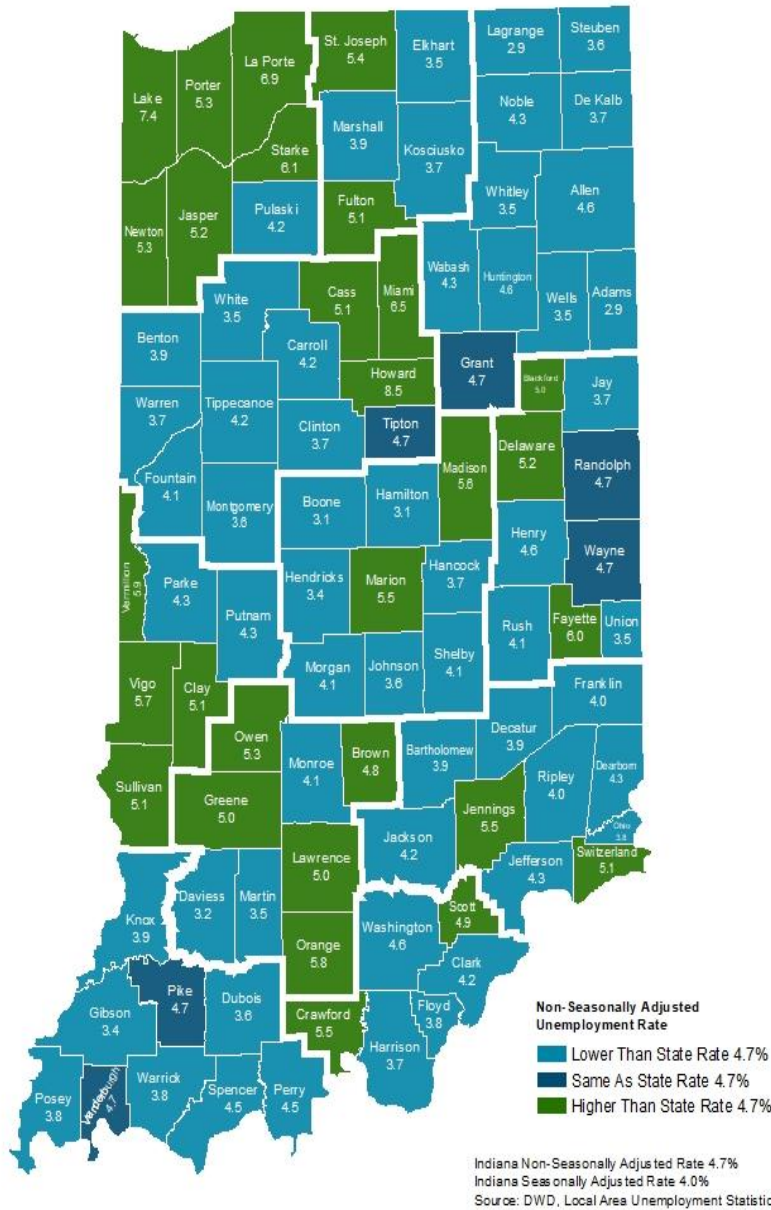 St. Joseph
5.4
Elkhart
3.5
Lagrange
2.9
Steuben
3.6
La Porte
6.9
Porter
5.3
Lake
7.4
Noble
4.3
De Kalb
3.7
Marshall
3.9
Kosciusko
3.7
Starke
6.1
Pulaski
4.2
Fulton
5.1
Whitley
3.5
Allen
4.6
Newton
5.3
Jasper
5.2
White
3.5
Cass
5.1
Miami
6.5
Wabash
4.3
Huntington
4.6
Wells
3.5
Adams
2.9
Benton
3.9
Carroll
4.2
Howard
8.5
Grant
4.7
Blackford
5.0
Jay
3.7
Warren
3.7
Tippecanoe
4.2
Clinton
3.7
Tipton
4.7
Madison
5.6
Delaware
5.2
Randolph
4.7
Fountain
4.1
Montgomery
3.6
Boone
3.1
Hamilton
3.1
Henry
4.6
Wayne
4.7
Vermillion
5.9
Parke
4.3
Putnam
4.3
Hendricks
3.4
Marion
5.5
Hancock
3.7
Rush
4.1
Fayette
6.0
Union
3.5
Vigo
5.7
Clay
5.1
Morgan
4.1
Johnson
3.6
Shelby
4.1
Franklin
4.0
Owen
5.3
Monroe
4.1
Brown
4.8
Bartholomew
3.9
Decatur
3.9
Ripley
4.0
Dearborn
4.3
Ohio
3.8
Sullivan
5.1
Greene
5.0
Jackson
4.2
Jennings
5.5
Jefferson
4.3
Switzerland
5.1
Lawrence
5.0
Knox
3.9
Daviess
3.2
Martin
3.5
Orange
5.8
Washington
4.6
Scott
4.9
Clark
4.2
Gibson
3.4
Pike
4.7
Dubois
3.6
Crawford
5.5
Harrison
3.7
Floyd
3.8
Posey
3.8
Vanderburgh
4.7
Warrick
3.8
Spencer
4.5
Perry
4.5
Non-Seasonally Adjusted
Unemployment Rate
Lower Than State Rate 4.7%
Same As State Rate 4.7%
Higher Than State Rate 4.7%
Indiana Non-Seasonally Adjusted Rate 4.7%
Indiana Seasonally Adjusted Rate 4.0%
Source: DWD, Local Area Unemployment Statistic